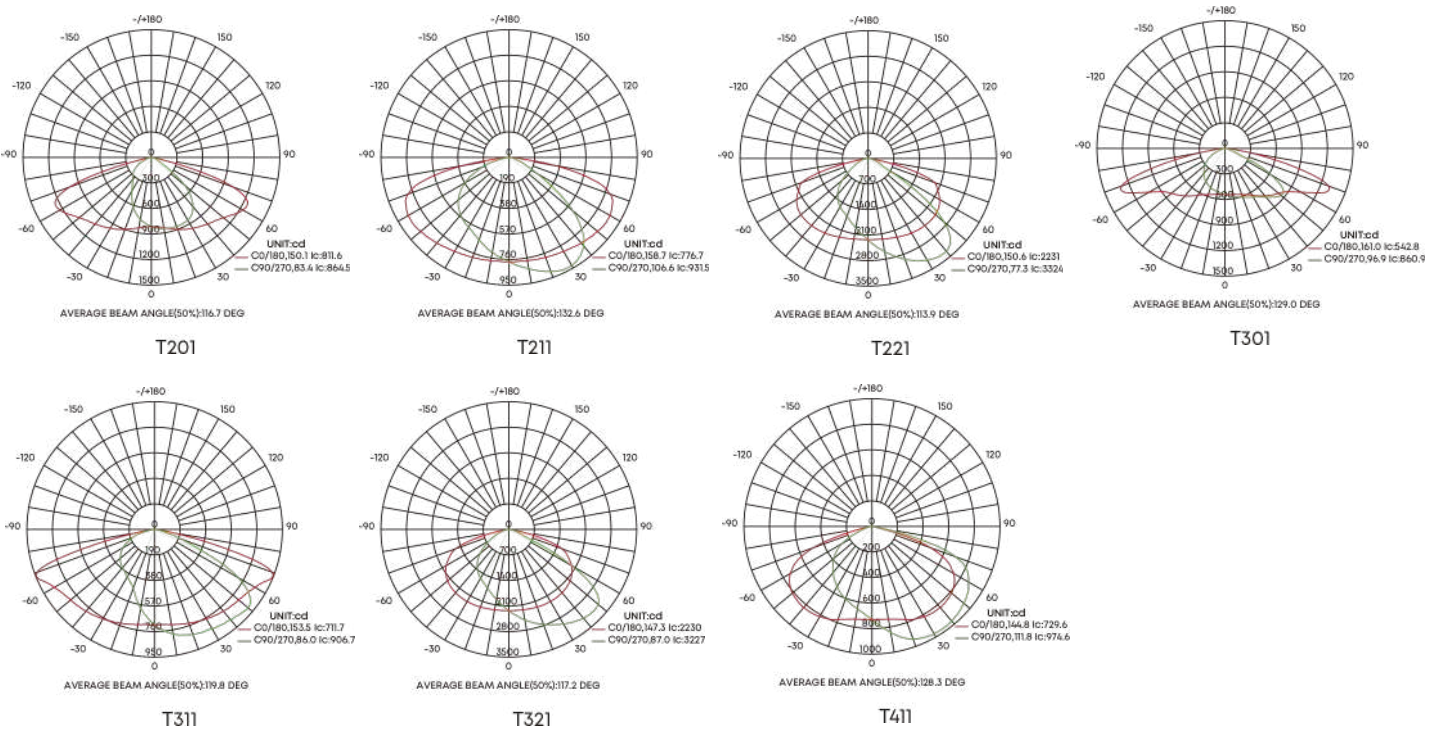 -/+180
-150 150
-120 120
-90 90
-60 60
-30 30
0
0
300
600
900
1200
1500
UNIT:cd
C0/180,150.1 Ic:811.6
C90/270,83.4 Ic:864.5
AVERAGE BEAM ANGLE(50%):116.7 DEG
T201
-/+180
-150 150
-120 120
-90 90
-60 60
-30 30
0
0
190
380
570
760
950
UNIT:cd
C0/180,158.7 Ic:776.7
C90/270,106.6 Ic:931.5
AVERAGE BEAM ANGLE(50%):132.6 DEG
T211
-/+180
-150 150
-120 120
-90 90
-60 60
-30 30
0
0
700
1400
2100
2800
3500
UNIT:cd
C0/180,150.6 Ic:2231
C90/270,77.3 Ic:3324
AVERAGE BEAM ANGLE(50%):113.9 DEG
T221
-/+180
-150 150
-120 120
-90 90
-60 60
-30 30
0
0
300
600
900
1200
1500
UNIT:cd
C0/180,161.0 Ic:542.8
C90/270,96.9 Ic:860.9
AVERAGE BEAM ANGLE(50%):129.0 DEG
T301
-/+180
-150 150
-120 120
-90 90
-60 60
-30 30
0
0
190
380
570
760
950
UNIT:cd
C0/180,153.5 Ic:711.7
C90/270,86.0 Ic:906.7
AVERAGE BEAM ANGLE(50%):119.8 DEG
T311
-/+180
-150 150
-120 120
-90 90
-60 60
-30 30
0
0
700
1400
2100
2800
3500
UNIT:cd
C0/180,147.3 Ic:2230
C90/270,87.0 Ic:3227
AVERAGE BEAM ANGLE(50%):117.2 DEG
T321
-/+180
-150 150
-120 120
-90 90
-60 60
-30 30
0
0
200
400
600
800
1000
UNIT:cd
C0/180,144.8 Ic:729.6
C90/270,111.8 Ic:974.6
AVERAGE BEAM ANGLE(50%):128.3 DEG
T411